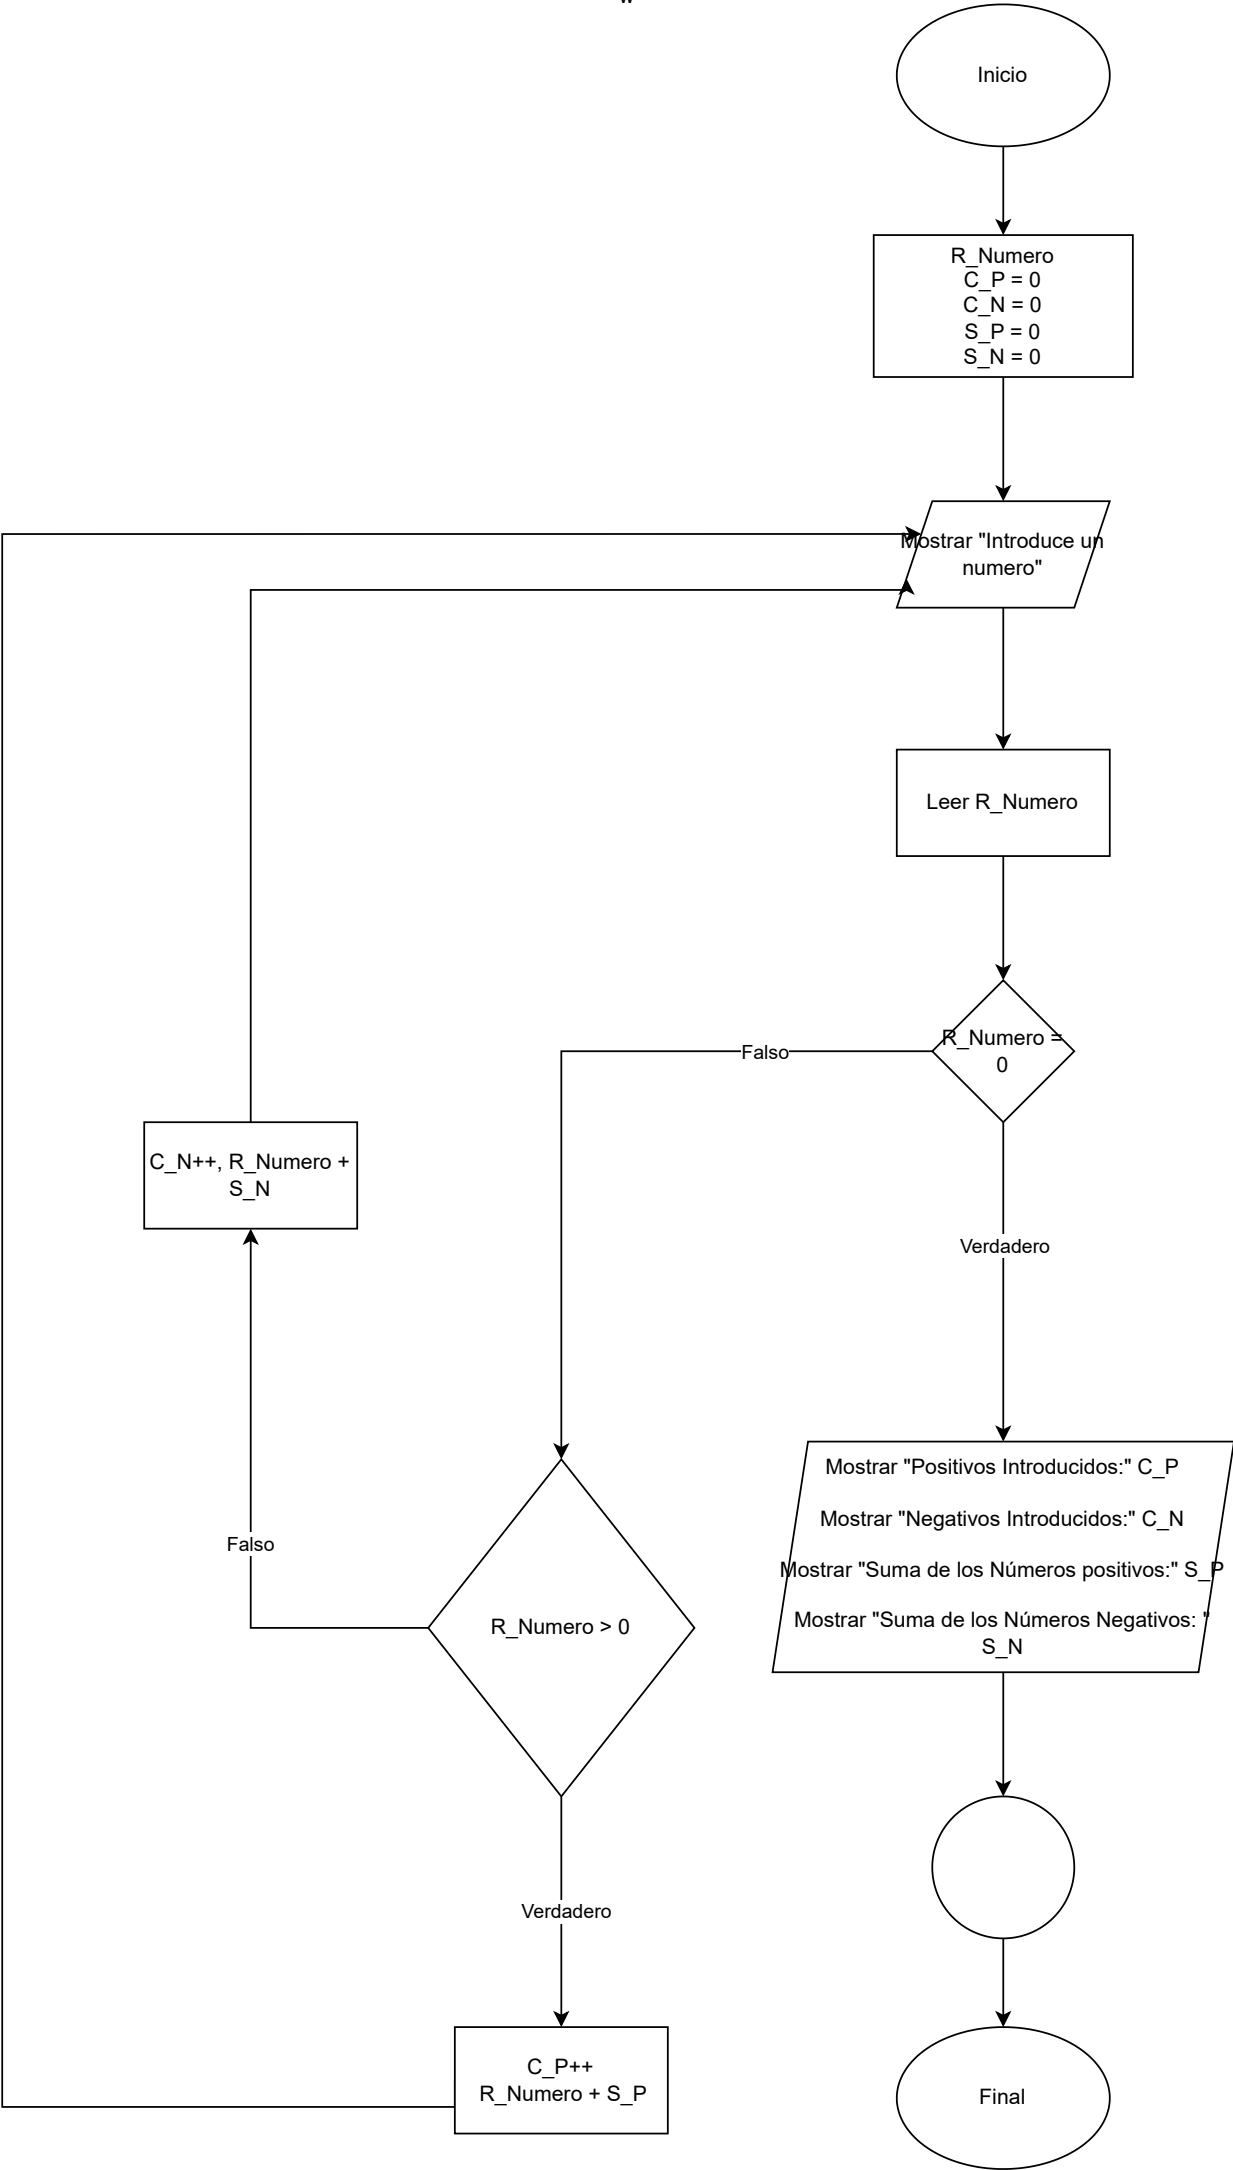 Inicio
R_Numero
C_P = 0
C_N = 0
S_P = 0
S_N = 0
Mostrar "Introduce un
numero"
Leer R_Numero
R_Numero =
0
Falso
Verdadero
C_N++, R_Numero +
S_N
Mostrar "Positivos Introducidos:" C_P
Mostrar "Negativos Introducidos:" C_N
Mostrar "Suma de los Números positivos:" S_P
Mostrar "Suma de los Números Negativos: "
S_N
Falso
R_Numero > 0
Verdadero
C_P++
R_Numero + S_P
Final